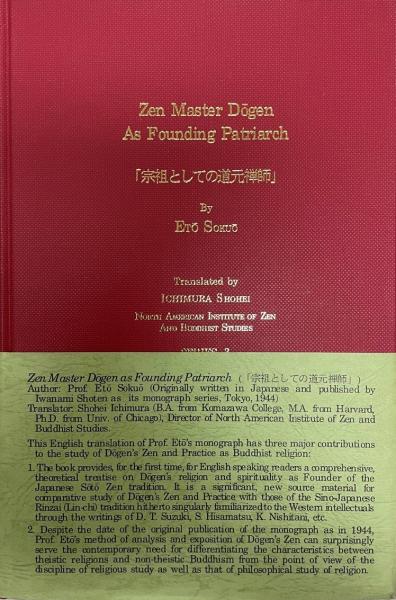 Zen Master Dōgen
As Founding Patriarch
「宗祖としての道元禅師」
By
Etō Sokuō
Translated by
Ichimura Shohei
North American Institute of Zen
And Buddhist Studies
Zen Master Dōgen as Founding Patriarch (「宗祖としての道元禅師」)
Author: Prof. Etō Sokuō (Originally written in Japanese and published by
Iwanami Shoten as its monograph series, Tokyo, 1944)
Translator: Shohei Ichimura (B.A. from Komazawa College, M.A. from Harvard,
Ph.D. from Univ. of Chicago), Director of North American Institute of Zen and
Buddhist Studies.
This English translation of Prof. Etō's monograph has three major contributions
to the study of Dōgen's Zen and Practice as Buddhist religion:
1. The book provides, for the first time, for English speaking readers a comprehensive,
theoretical treatise on Dōgen's religion and spirituality as Founder of the
Japanese Sōtō Zen tradition. It is a significant, new source material for
comparative study of Dōgen's Zen and Practice with those of the Sino-Japanese
Rinzai (Lin-chi) tradition hitherto singularly familiarized to the Western intellectuals
through the writings of D. T. Suzuki, S. Hisamatsu, K. Nishitani, etc.
2. Despite the date of the original publication of the monograph as in 1944,
Prof. Etō's method of analysis and exposition of Dōgen's Zen can surprisingly
serve the contemporary need for differentiating the characteristics between
theistic religions and non-theistic Buddhism from the point of view of the
discipline of religious study as well as that of philosophical study of religion.